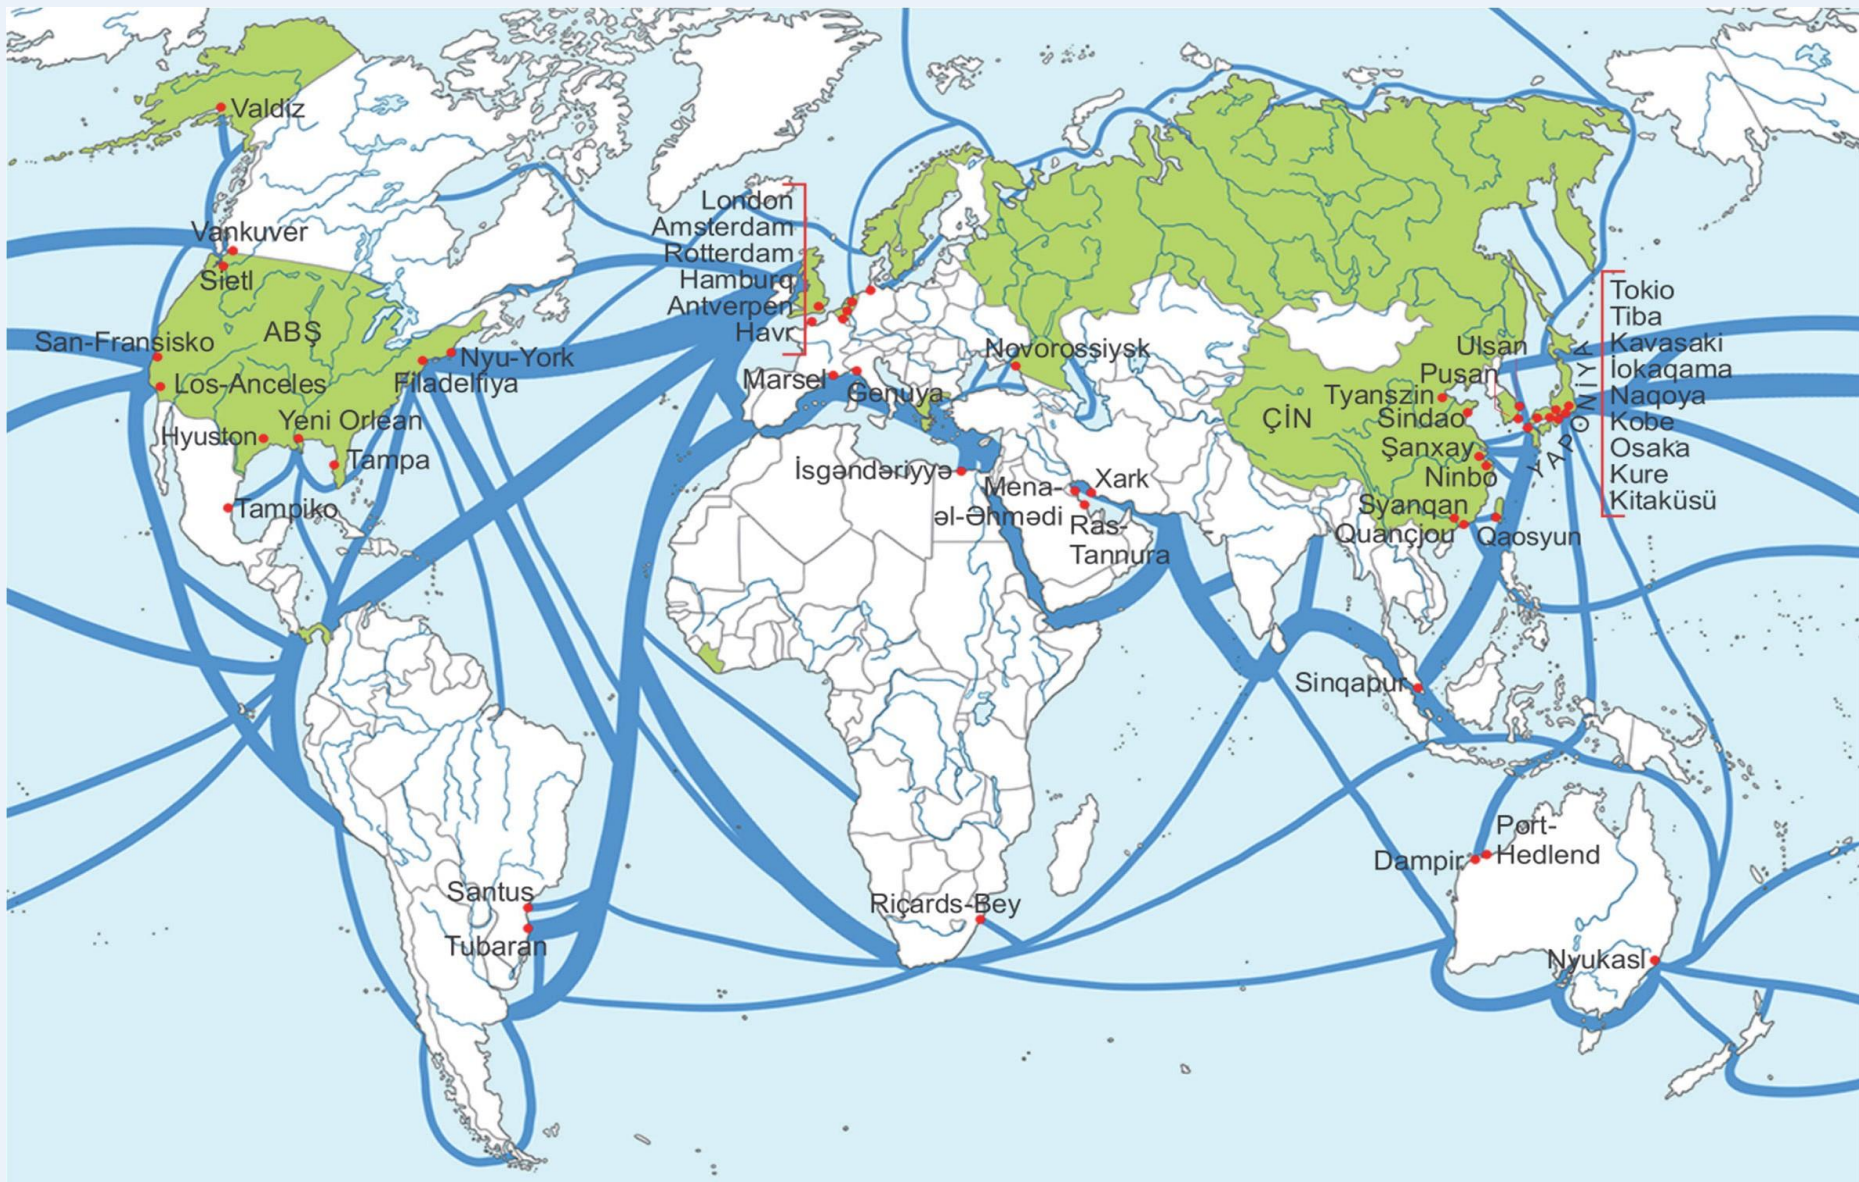 Valdiz
Vankuver
Sietl
San-Fransisko
ABŞ
Los-Anceles
Nyu-York
Filadelfiya
Yeni Orlean
Hyuston
Tampa
Tampiko
London
Amsterdam
Rotterdam
Hamburq
Antverpen
Havr
Marsel
Genuya
Novorossiysk
İsgəndəriyyə
Mena-
əl-Əhmədi
Xark
Ras-
Tannura
ÇİN
Ulsan
Pusan
Tyanszin
Sindao
Şanxay
Ninbo
Syanqan
Quançjou
Qaosyun
YAPONİYA
Tokio
Tiba
Kavasaki
İokaqama
Naqoya
Kobe
Osaka
Kure
Kitaküsü
Sinqapur
Port-
Hedlend
Dampir
Nyukasl
Riçards-Bey
Santus
Tubaran